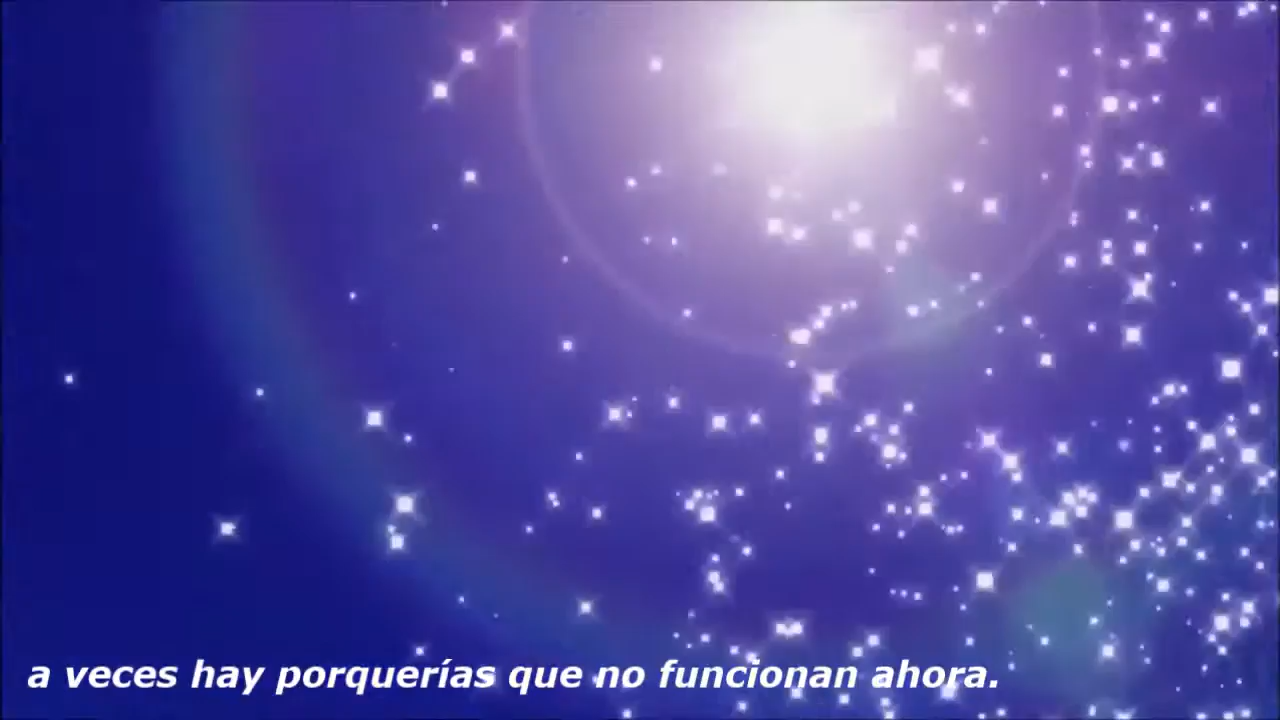 a veces hay porquerías que no funcionan ahora.